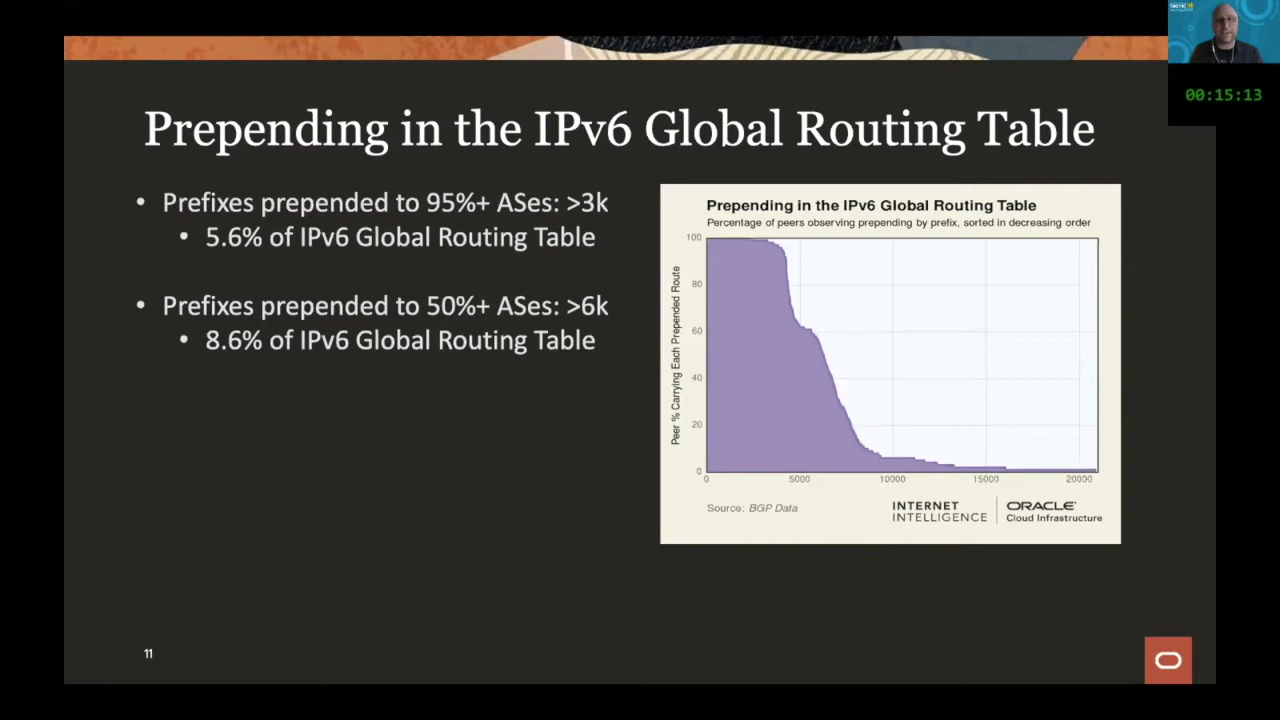 00:15:13
Prepending in the IPv6 Global Routing Table
• Prefixes prepended to 95%+ ASes: >3k
• 5.6% of IPv6 Global Routing Table
• Prefixes prepended to 50%+ ASes: >6k
• 8.6% of IPv6 Global Routing Table
Prepending in the IPv6 Global Routing Table
Percentage of peers observing prepending by prefix, sorted in decreasing order
Peer % Carrying Each Prepended Route
100
80
60
40
20
0
0 5000 10000 15000 20000
Source: BGP Data
INTERNET INTELLIGENCE
ORACLE
Cloud Infrastructure
11